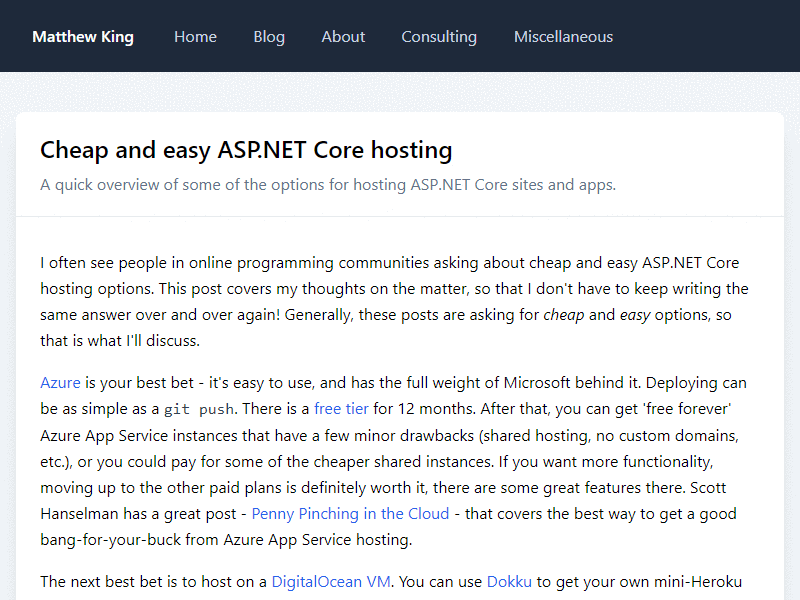 Matthew King Home Blog About Consulting Miscellaneous
Cheap and easy ASP.NET Core hosting
A quick overview of some of the options for hosting ASP.NET Core sites and apps.
I often see people in online programming communities asking about cheap and easy ASP.NET Core
hosting options. This post covers my thoughts on the matter, so that I don't have to keep writing the
same answer over and over again! Generally, these posts are asking for cheap and easy options, so
that is what I'll discuss.
Azure is your best bet - it's easy to use, and has the full weight of Microsoft behind it. Deploying can
be as simple as a git push. There is a free tier for 12 months. After that, you can get 'free forever'
Azure App Service instances that have a few minor drawbacks (shared hosting, no custom domains,
etc.), or you could pay for some of the cheaper shared instances. If you want more functionality,
moving up to the other paid plans is definitely worth it, there are some great features there. Scott
Hanselman has a great post - Penny Pinching in the Cloud - that covers the best way to get a good
bang-for-your-buck from Azure App Service hosting.
The next best bet is to host on a DigitalOcean VM. You can use Dokku to get your own mini-Heroku